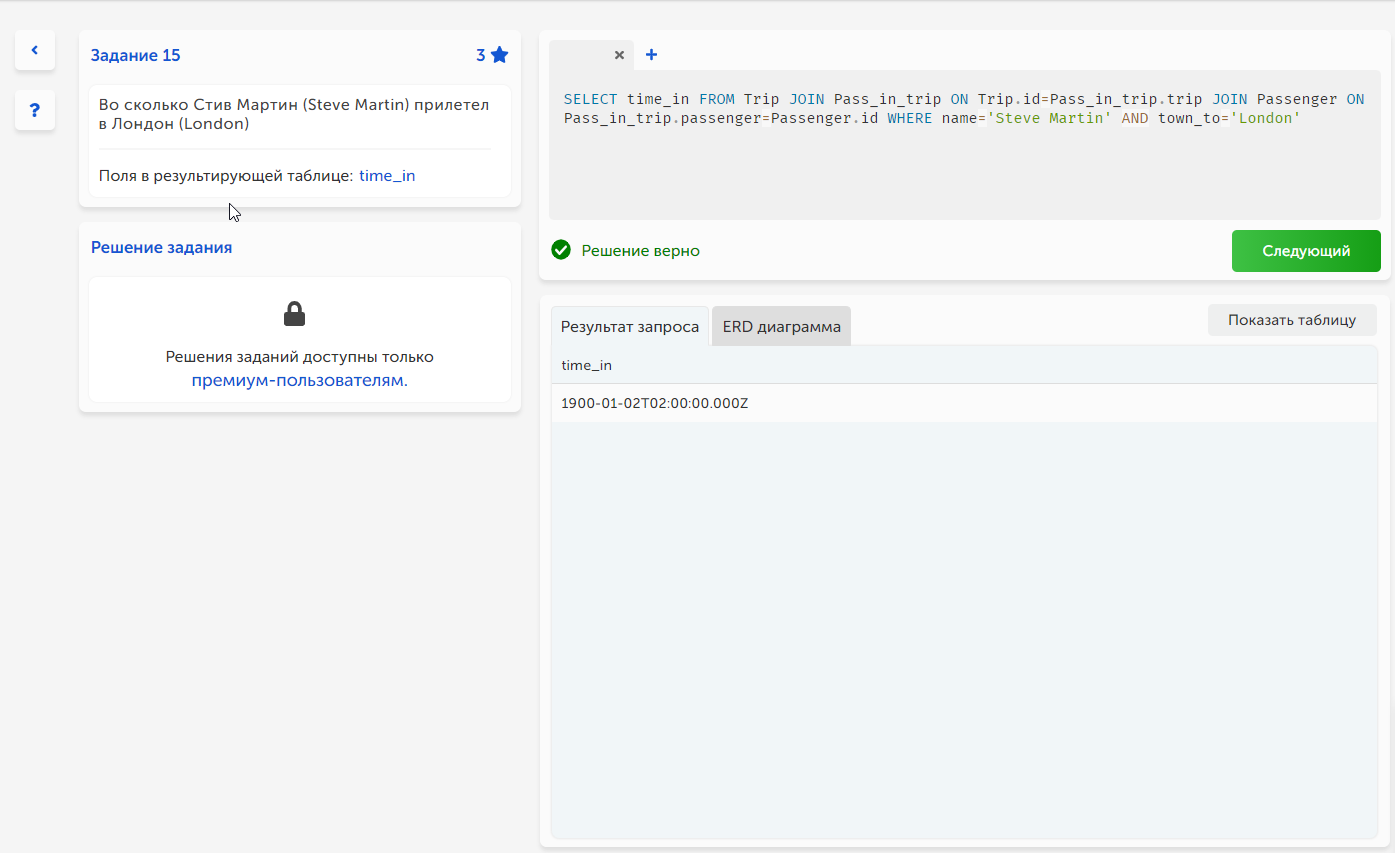 Задание 15
3
Во сколько Стив Мартин (Steve Martin) прилетел
в Лондон (London)
Поля в результирующей таблице: time_in
?
Решение задания
Решения заданий доступны только
премиум-пользователям.
SELECT time_in FROM Trip JOIN Pass_in_trip ON Trip.id=Pass_in_trip.trip JOIN Passenger ON
Pass_in_trip.passenger=Passenger.id WHERE name='Steve Martin' AND town_to='London'
Решение верно
Следующий
Результат запроса
ERD диаграмма
Показать таблицу
time_in
1900-01-02T02:00:00.000Z